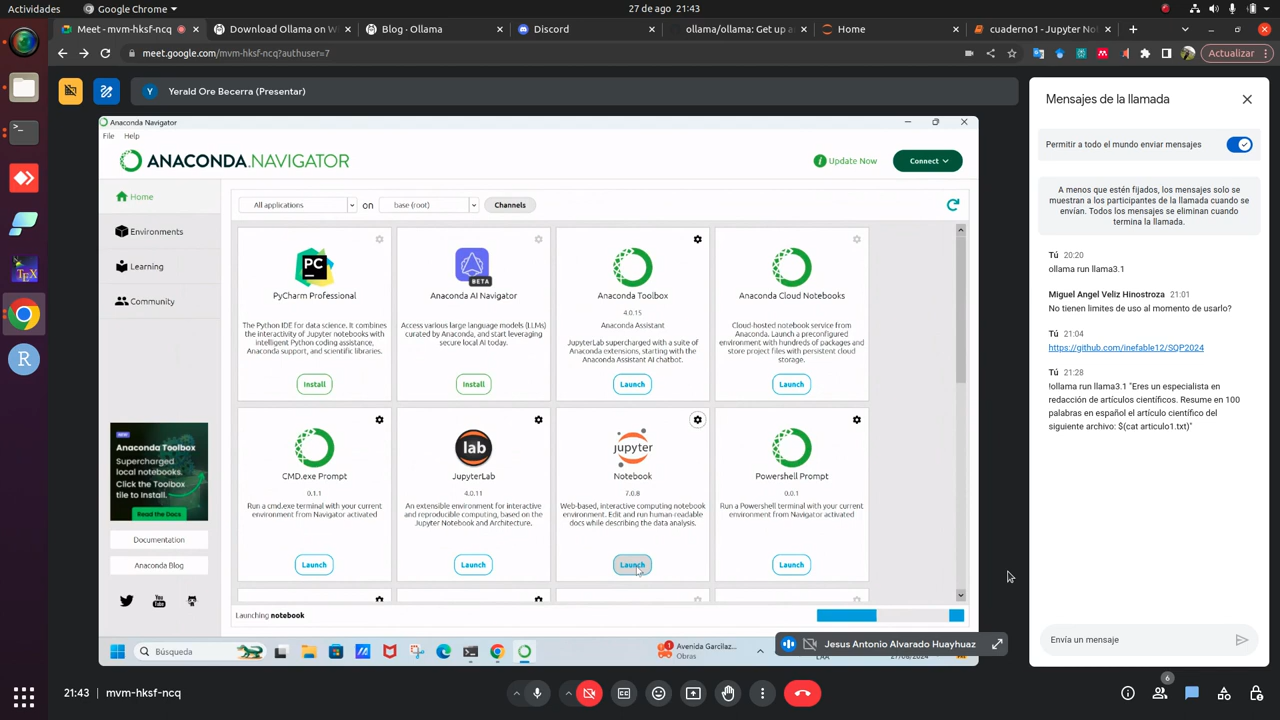 Actividades
Google Chrome
27 de ago 21:43
Meet - mvm-hksf-ncq
Download Ollama on W
Blog · Ollama
Discord
ollama/ollama: Get up a
Home
cuaderno1 - Jupyter No
meet.google.com/mvm-hksf-ncq?authuser=7
Actualizar
Y
Yerald Ore Becerra (Presentar)
Anaconda Navigator
File Help
ANACONDA.NAVIGATOR
Update Now
Connect
Home
Environments
Learning
Community
All applications
on
base (root)
Channels
PyCharm Professional
The Python IDE for data science. It combines
the interactivity of Jupyter notebooks with
intelligent Python coding assistance,
Anaconda support, and scientific libraries.
Install
BETA
Anaconda AI Navigator
Access various large language models (LLMs)
curated by Anaconda, and start leveraging
secure local AI today.
Install
Anaconda Toolbox
4.0.15
Anaconda Assistant
JupyterLab supercharged with a suite of
Anaconda extensions, starting with the
Anaconda Assistant AI chatbot.
Launch
Anaconda Cloud Notebooks
Cloud-hosted notebook service from
Anaconda. Launch a preconfigured
environment with hundreds of packages and
store project files with persistent cloud
storage.
Launch
CMD.exe Prompt
0.1.1
Run a cmd.exe terminal with your current
environment from Navigator activated
Launch
lab
JupyterLab
4.0.11
An extensible environment for interactive
and reproducible computing, based on the
Jupyter Notebook and Architecture.
Launch
jupyter
Notebook
7.0.8
Web-based, interactive computing notebook
environment. Edit and run human-readable
docs while describing the data analysis.
Launch
Powershell Prompt
0.0.1
Run a Powershell terminal with your current
environment from Navigator activated
Launch
Anaconda Toolbox
Supercharged
local notebooks.
Click the Toolbox
tile to Install.
Read the Docs
Documentation
Anaconda Blog
Launching notebook
Búsqueda
Avenida Garcilaz...
Obras
Jesus Antonio Alvarado Huayhuaz
Mensajes de la llamada
Permitir a todo el mundo enviar mensajes
A menos que estén fijados, los mensajes solo se
muestran a los participantes de la llamada cuando se
envían. Todos los mensajes se eliminan cuando
termina la llamada.
Tú 20:20
ollama run llama3.1
Miguel Angel Veliz Hinostroza 21:01
No tienen limites de uso al momento de usarlo?
Tú 21:04
https://github.com/inefable12/SQP2024
Tú 21:28
!ollama run llama3.1 "Eres un especialista en
redacción de artículos científicos. Resume en 100
palabras en español el artículo científico del
siguiente archivo: $(cat articulo1.txt)"
Envía un mensaje
21:43 | mvm-hksf-ncq
6